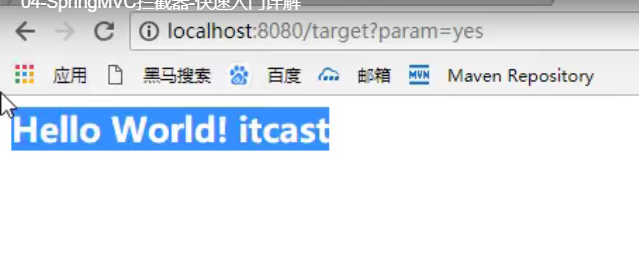 04-SpringMVC拦截器-快速入门详解
localhost:8080/target?param=yes
应用 黑马搜索 百度 邮箱 MVN Maven Repository
Hello World! itcast